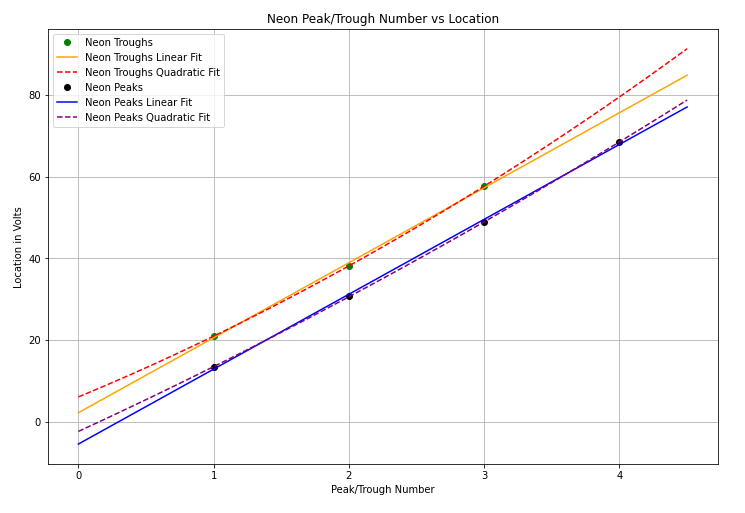 Neon Peak/Trough Number vs Location
Neon Troughs
Neon Troughs Linear Fit
Neon Troughs Quadratic Fit
Neon Peaks
Neon Peaks Linear Fit
Neon Peaks Quadratic Fit
80
60
40
20
0
Location in Volts
0 1 2 3 4
Peak/Trough Number